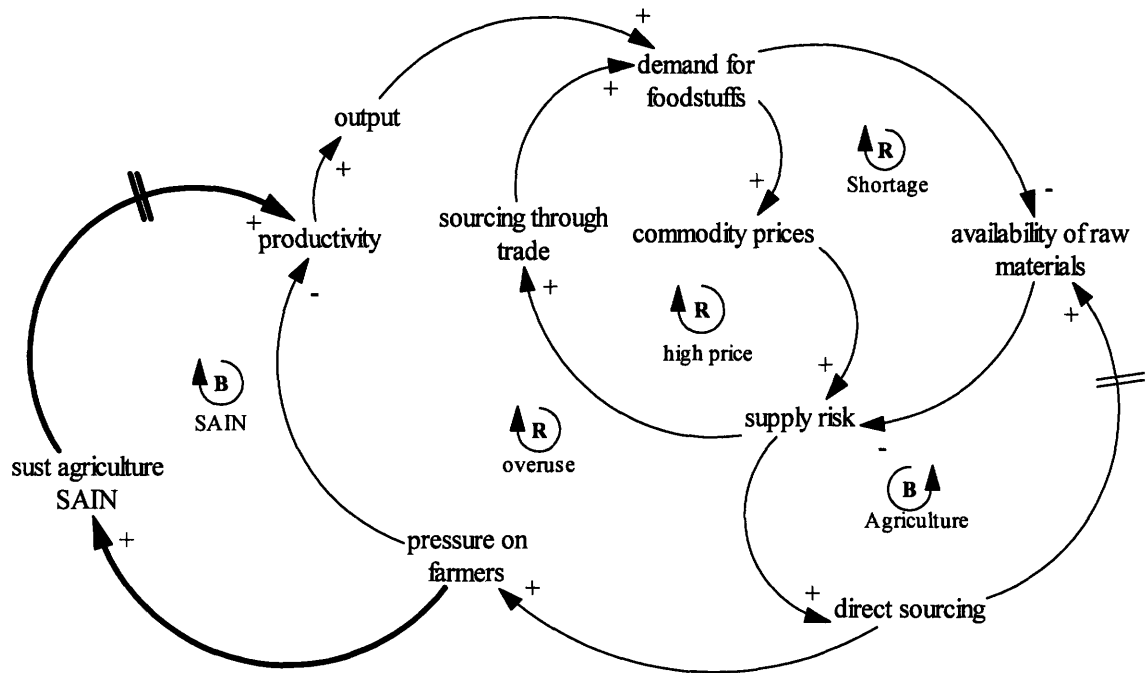 +
demand for
foodstuffs
+
output
R
Shortage
+
+
-
+
productivity
sourcing through
trade
commodity prices
availability of raw
materials
-
+
R
high price
+
+
B
SAIN
R
overuse
supply risk
-
sust agriculture
SAIN
B
Agriculture
+
pressure on
farmers
+
+
direct sourcing